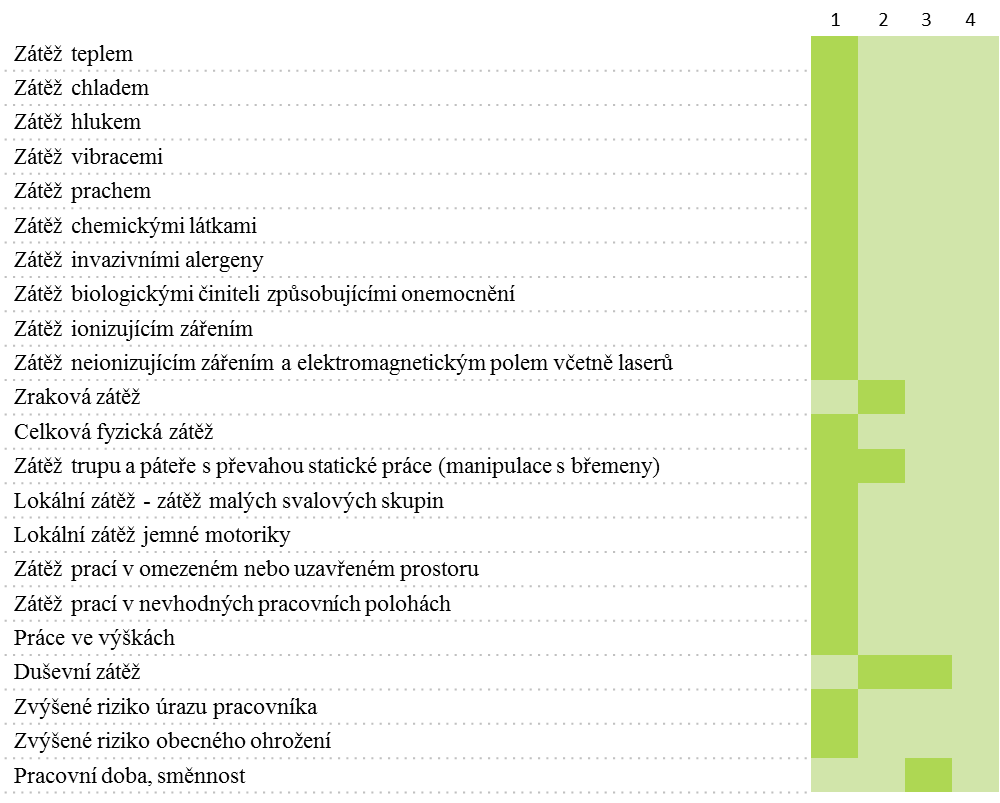 1 2 3 4
Zátěž teplem
Zátěž chladem
Zátěž hlukem
Zátěž vibracemi
Zátěž prachem
Zátěž chemickými látkami
Zátěž invazivními alergeny
Zátěž biologickými činiteli způsobujícími onemocnění
Zátěž ionizujícím zářením
Zátěž neionizujícím zářením a elektromagnetickým polem včetně laserů
Zraková zátěž
Celková fyzická zátěž
Zátěž trupu a páteře s převahou statické práce (manipulace s břemeny)
Lokální zátěž - zátěž malých svalových skupin
Lokální zátěž jemné motoriky
Zátěž prací v omezeném nebo uzavřeném prostoru
Zátěž prací v nevhodných pracovních polohách
Práce ve výškách
Duševní zátěž
Zvýšené riziko úrazu pracovníka
Zvýšené riziko obecného ohrožení
Pracovní doba, směnnost